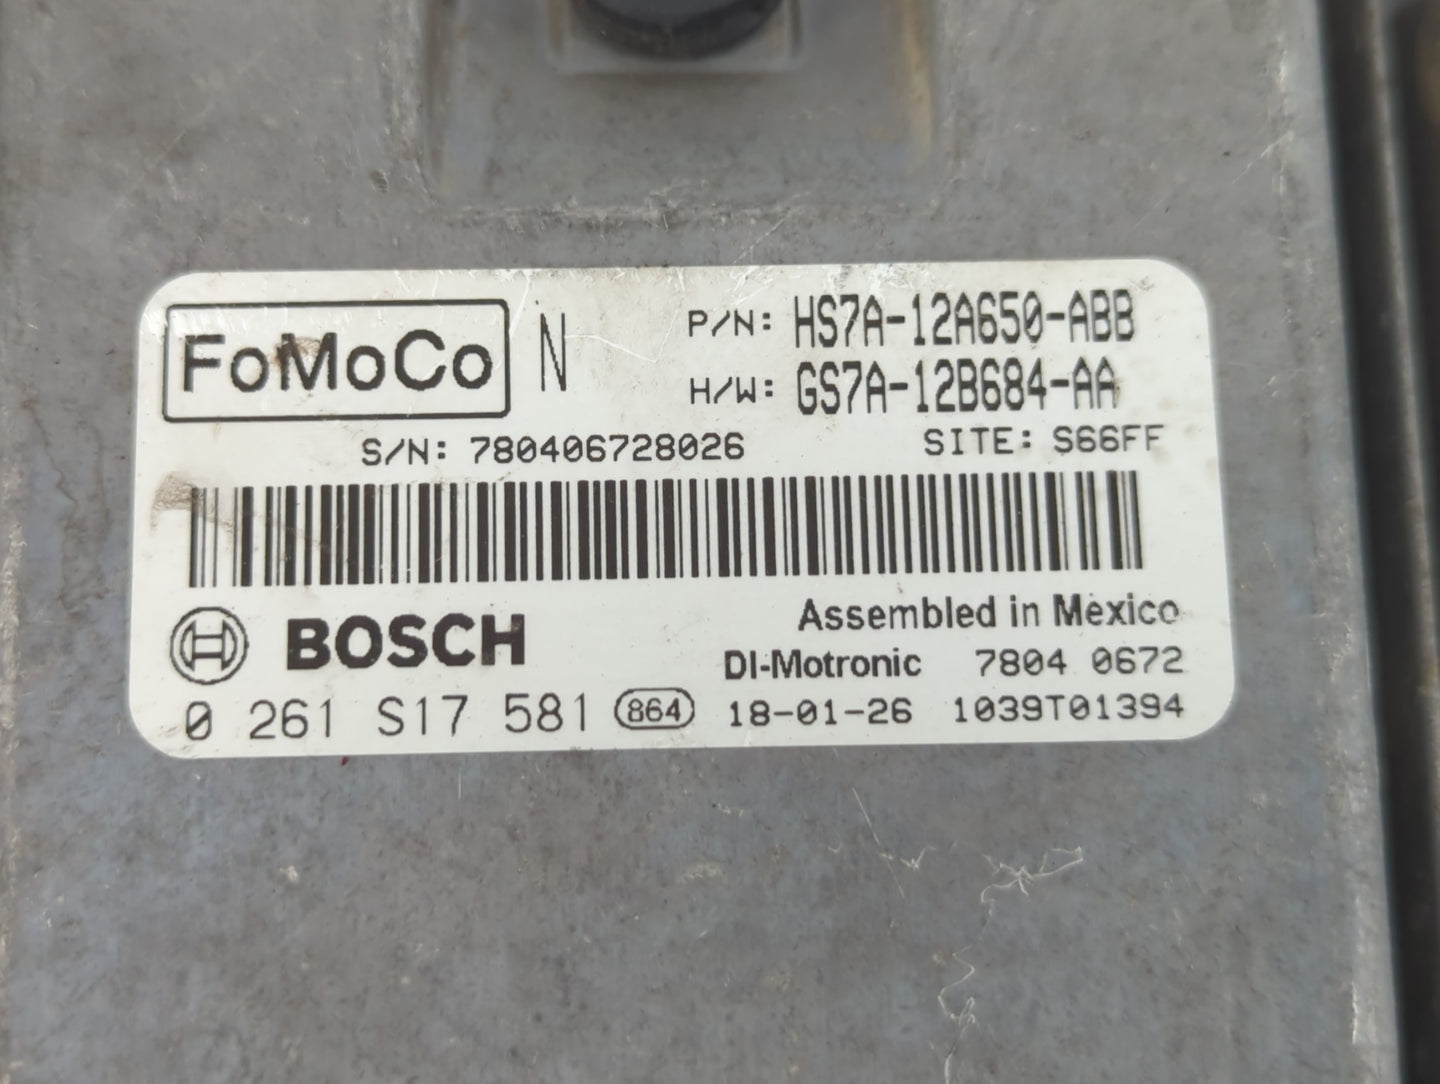 FoMoCo N P/N: HS7A-12A650-ABB
H/W: GS7A-12B684-AA
S/N: 780406728026 SITE: S66FF
BOSCH Assembled in Mexico
DI-Motronic 7804 0672
0 261 S17 581 864 18-01-26 1039T01394